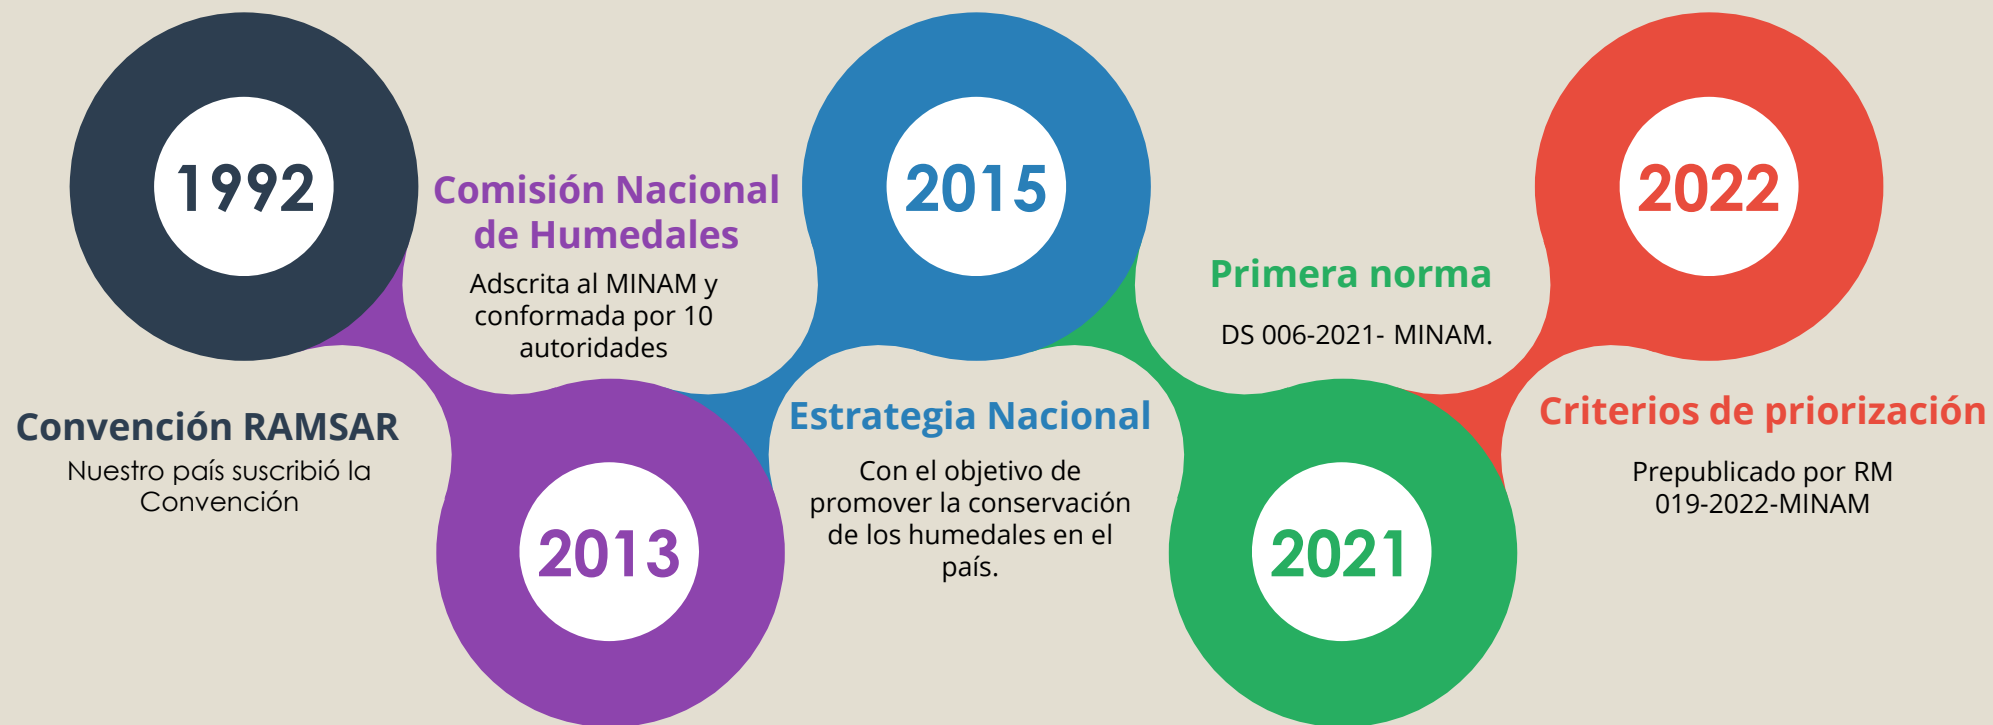 1992
Convención RAMSAR
Nuestro país suscribió la
Convención
Comisión Nacional
de Humedales
Adscrita al MINAM y
conformada por 10
autoridades
2013
2015
Estrategia Nacional
Con el objetivo de
promover la conservación
de los humedales en el
país.
Primera norma
DS 006-2021- MINAM.
2021
2022
Criterios de priorización
Prepublicado por RM
019-2022-MINAM